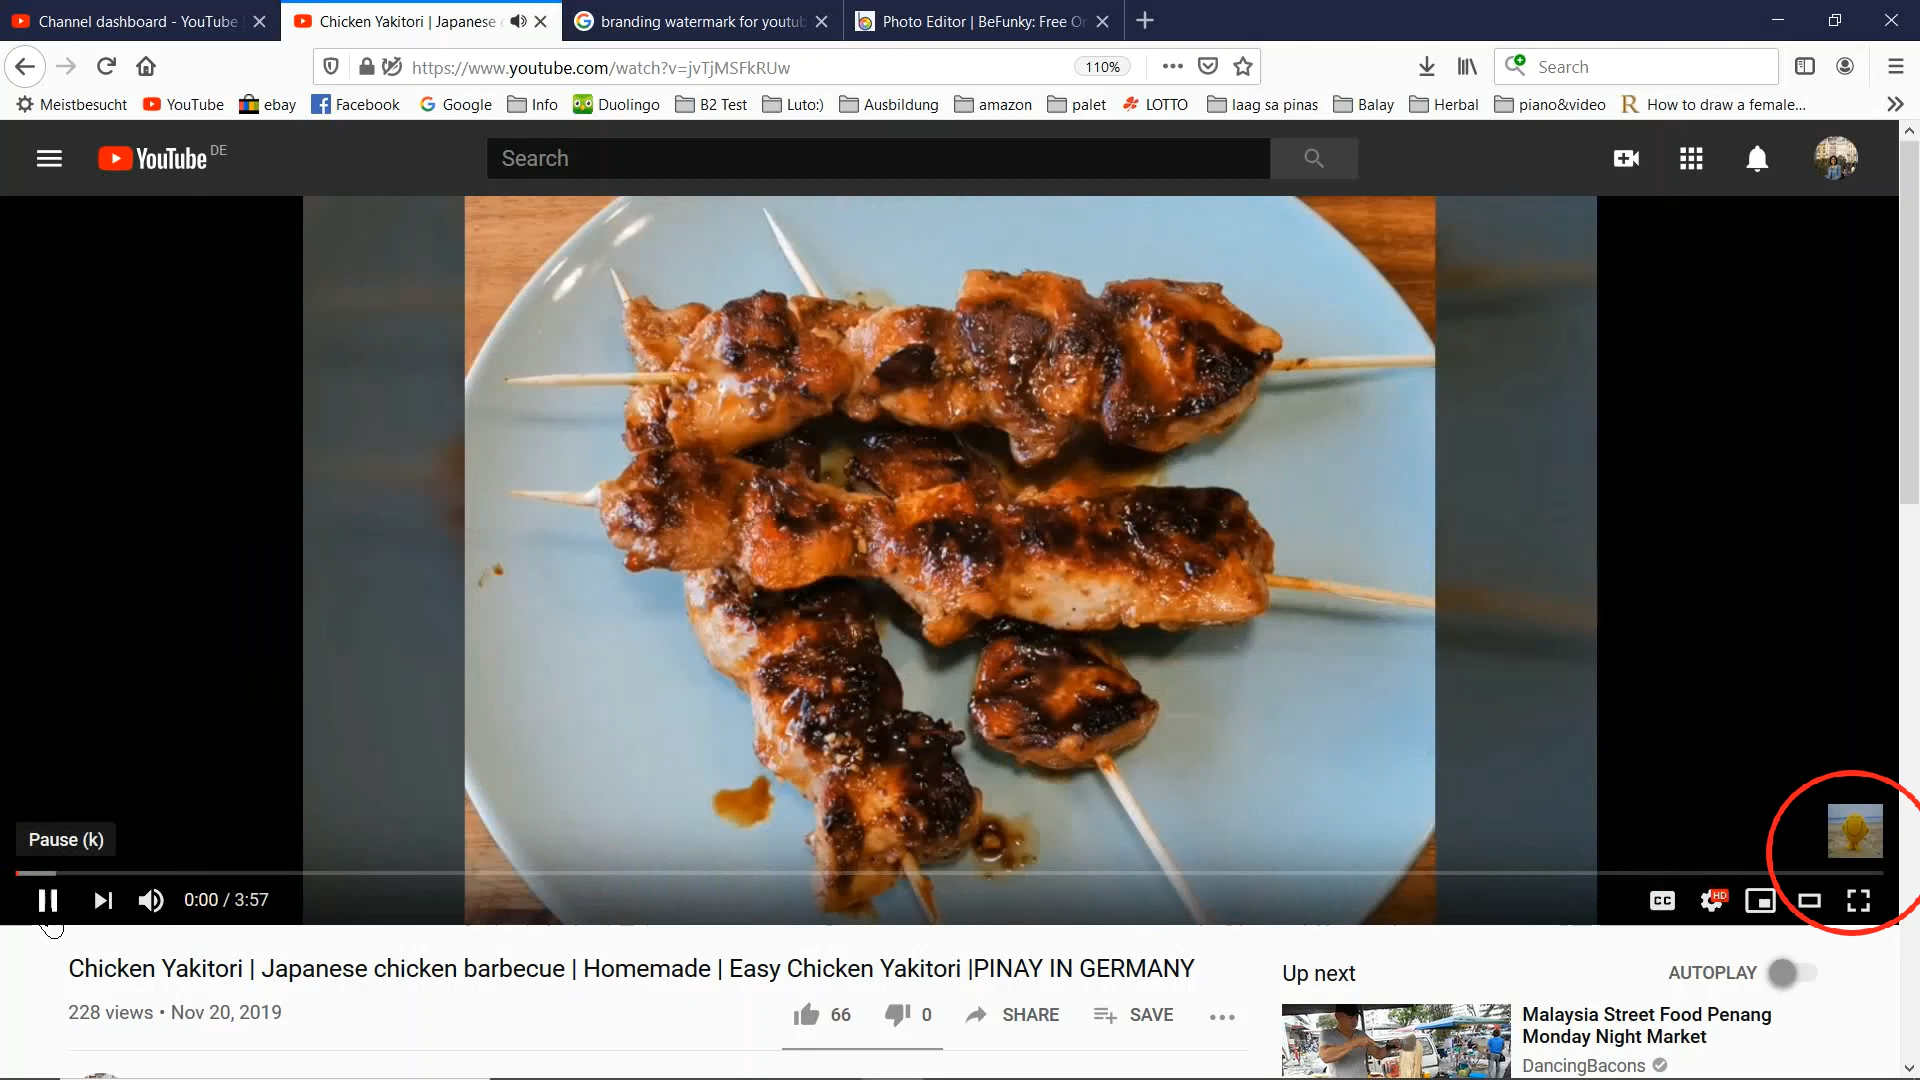 Channel dashboard - YouTube
Chicken Yakitori | Japanese
branding watermark for youtu
Photo Editor | BeFunky: Free O
https://www.youtube.com/watch?v=jvTjMSFkRUw
110%
Search
Meistbesucht
YouTube
ebay
Facebook
Google
Info
Duolingo
B2 Test
Luto:)
Ausbildung
amazon
palet
LOTTO
laag sa pinas
Balay
Herbal
piano&video
R How to draw a female...
YouTube DE
Search
Pause (k)
0:00 / 3:57
CC
HD
Chicken Yakitori | Japanese chicken barbecue | Homemade | Easy Chicken Yakitori |PINAY IN GERMANY
228 views • Nov 20, 2019
66
0
SHARE
SAVE
Up next
AUTOPLAY
Malaysia Street Food Penang
Monday Night Market
DancingBacons